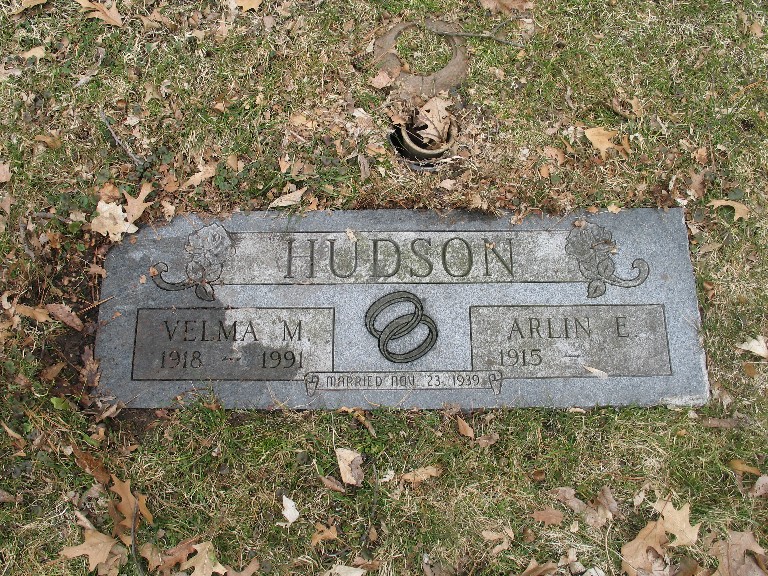 HUDSON
VELMA M.
1918 ~ 1991
ARLIN E.
1915 ~
MARRIED NOV. 23, 1939